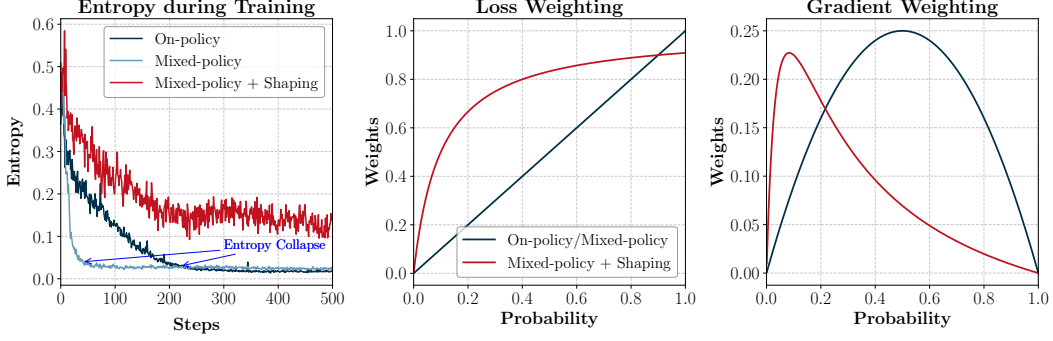 Entropy during Training
0.6
0.5
0.4
0.3
0.2
0.1
0.0
Entropy
On-policy
Mixed-policy
Mixed-policy + Shaping
Entropy Collapse
0
100
200
300
400
500
Steps
Loss Weighting
1.0
0.8
0.6
0.4
0.2
0.0
Weights
On-policy/Mixed-policy
Mixed-policy + Shaping
0.0
0.2
0.4
0.6
0.8
1.0
Probability
Gradient Weighting
0.25
0.20
0.15
0.10
0.05
0.00
Weights
0.0
0.2
0.4
0.6
0.8
1.0
Probability